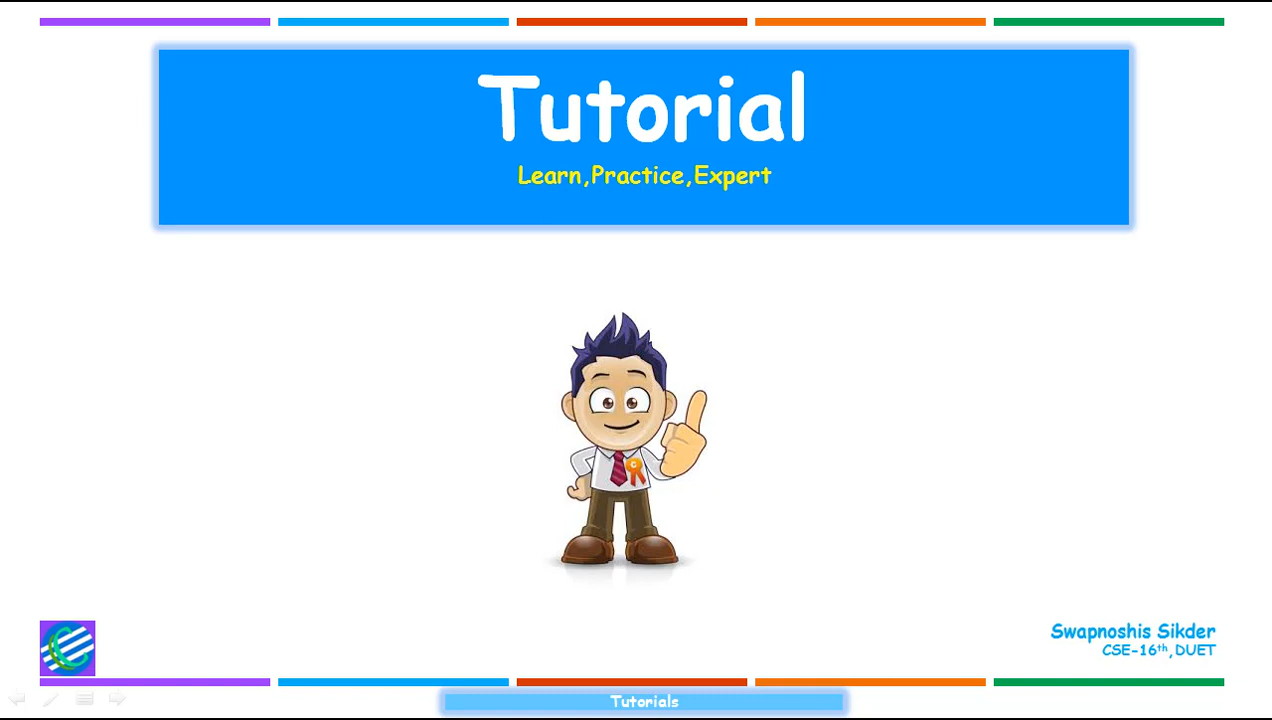 Tutorial
Learn,Practice,Expert
Swapnoshis Sikder
CSE-16th,DUET
Tutorials